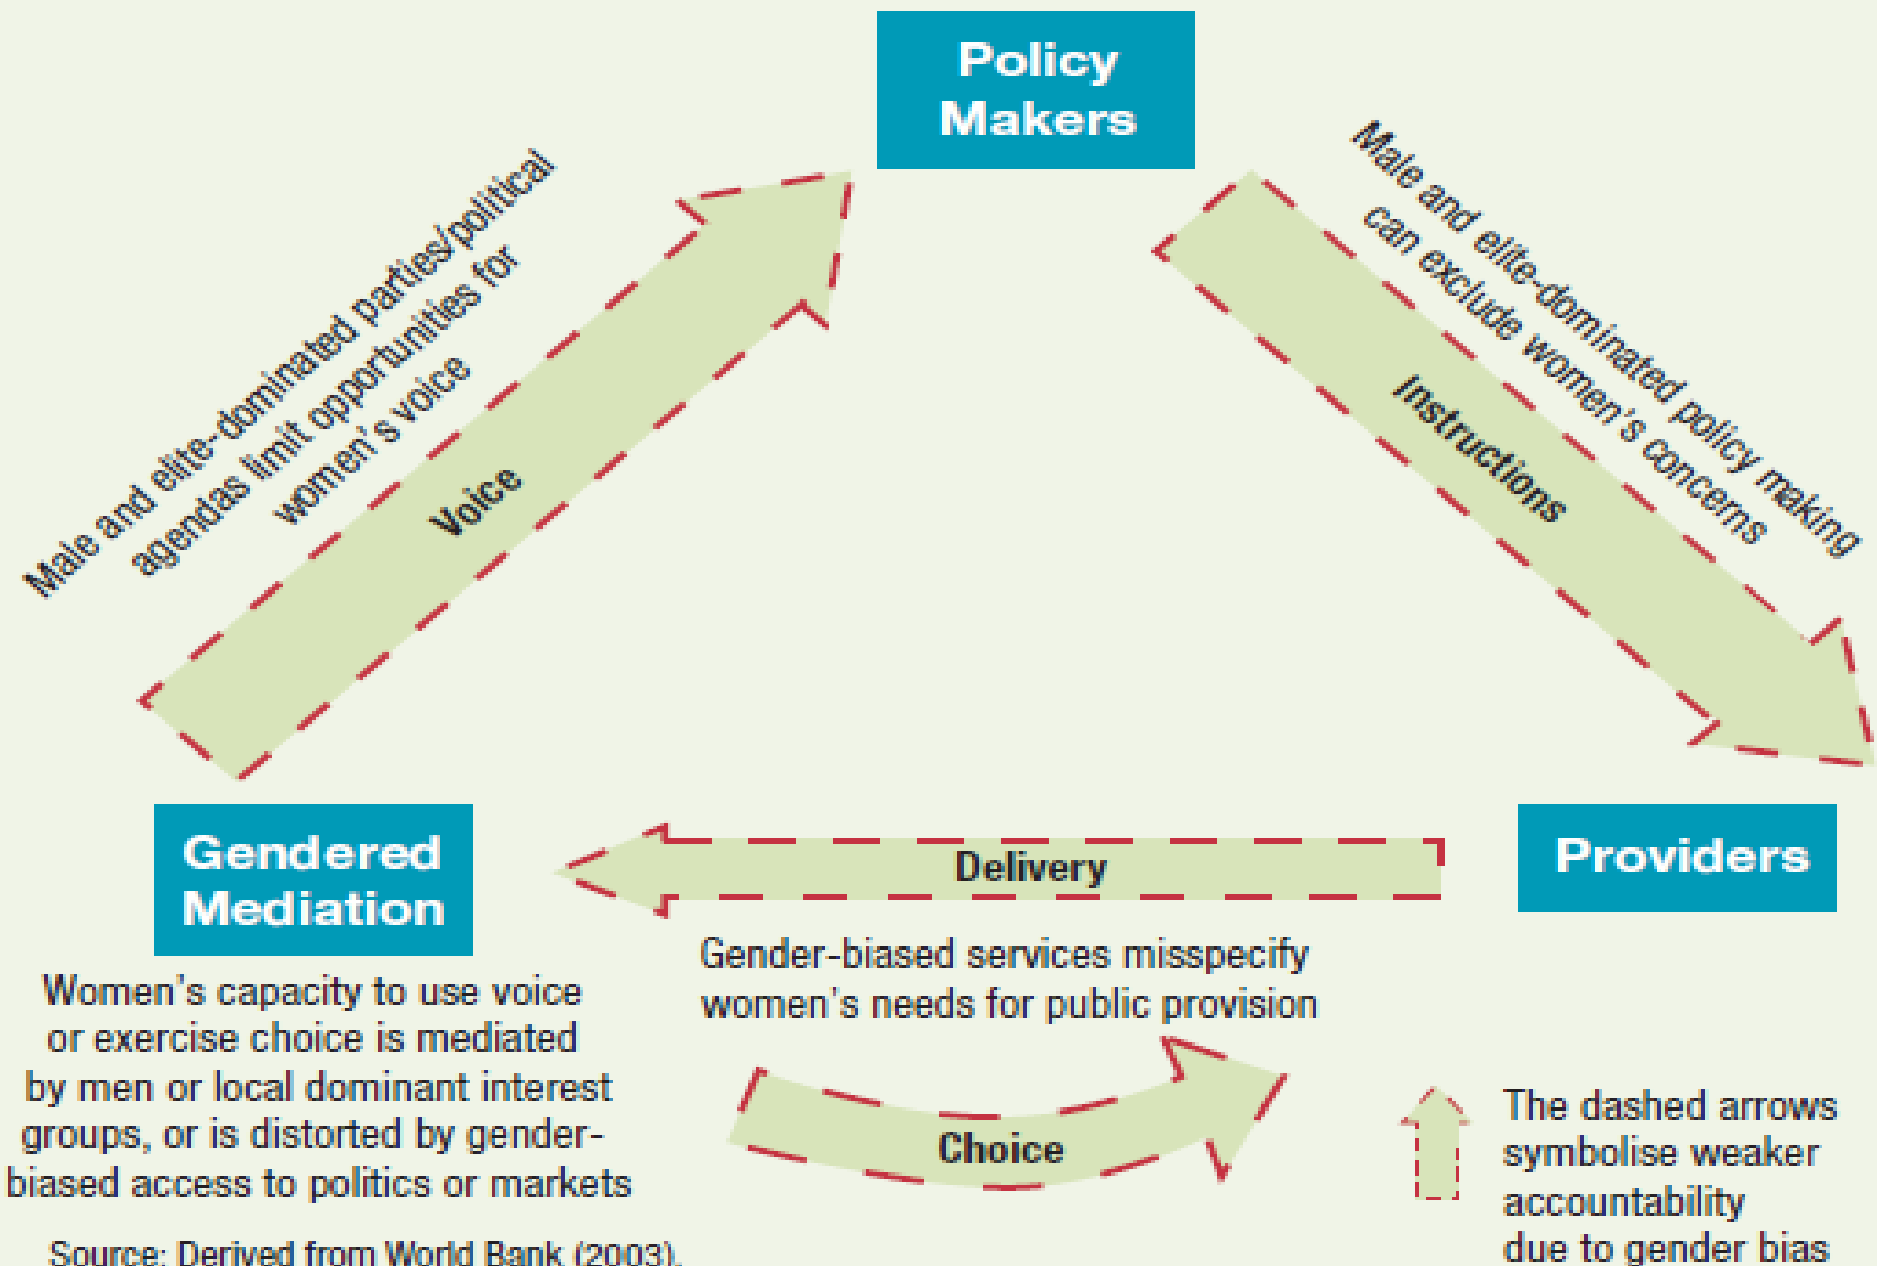 Policy
Makers
Male and elite-dominated parties/political
agendas limit opportunities for
women's voice
Voice
Male and elite-dominated policy making
can exclude women's concerns
Instructions
Gendered
Mediation
Women's capacity to use voice
or exercise choice is mediated
by men or local dominant interest
groups, or is distorted by gender-
biased access to politics or markets
Delivery
Gender-biased services misspecify
women's needs for public provision
Choice
Providers
The dashed arrows
symbolise weaker
accountability
due to gender bias
Source: Derived from World Bank (2003).